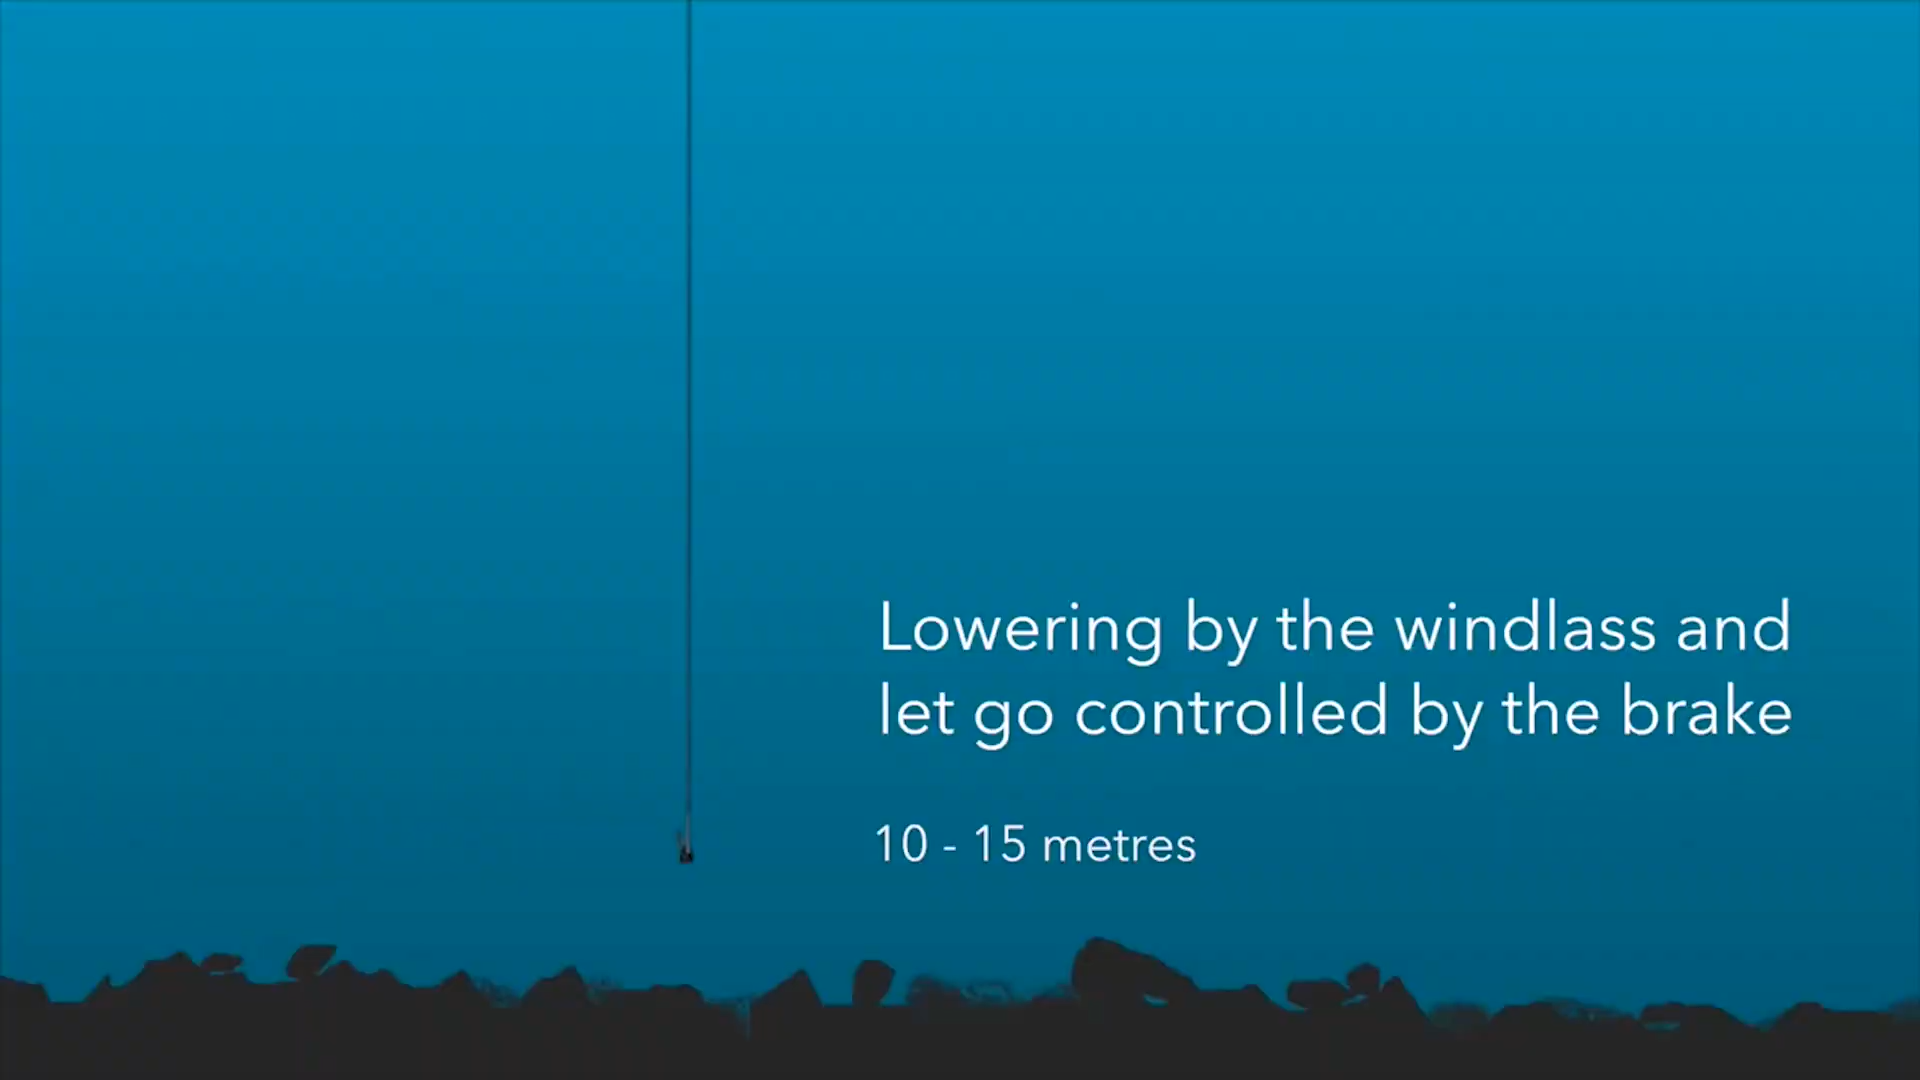 Lowering by the windlass and
let go controlled by the brake
10 - 15 metres